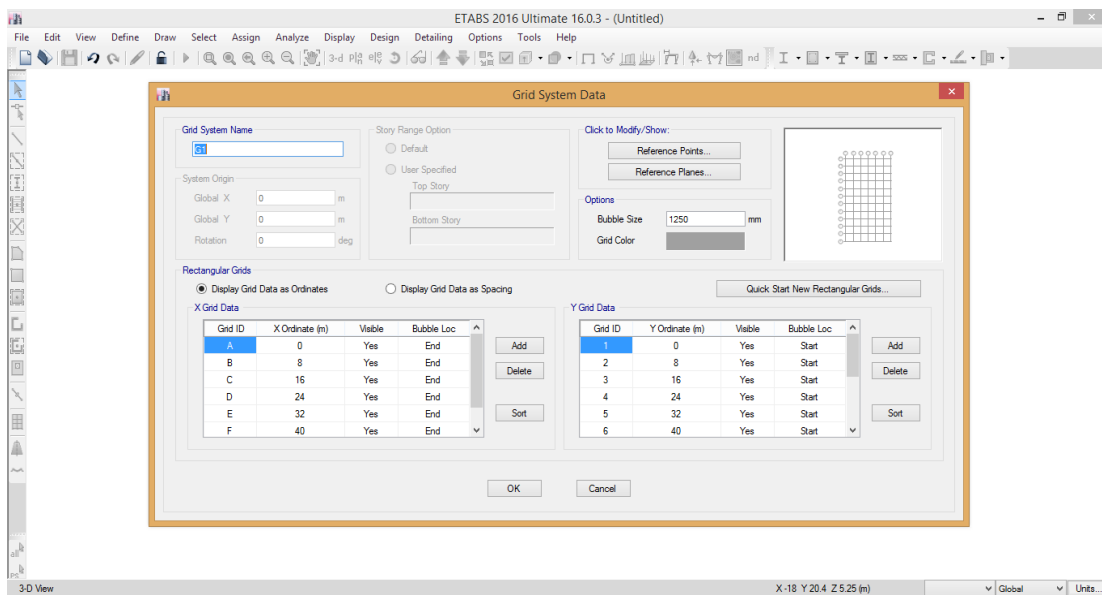 ETABS 2016 Ultimate 16.0.3 - (Untitled)
File Edit View Define Draw Select Assign Analyze Display Design Detailing Options Tools Help
3-d plą elę nd
Grid System Data
Grid System Name
G1
System Origin
Global X 0 m
Global Y 0 m
Rotation 0 deg
Story Range Option
Default
User Specified
Top Story
Bottom Story
Click to Modify/Show:
Reference Points...
Reference Planes...
Options
Bubble Size 1250 mm
Grid Color
Rectangular Grids
Display Grid Data as Ordinates Display Grid Data as Spacing Quick Start New Rectangular Grids...
X Grid Data
Grid ID X Ordinate (m) Visible Bubble Loc
A 0 Yes End
B 8 Yes End
C 16 Yes End
D 24 Yes End
E 32 Yes End
F 40 Yes End
Add
Delete
Sort
Y Grid Data
Grid ID Y Ordinate (m) Visible Bubble Loc
1 0 Yes Start
2 8 Yes Start
3 16 Yes Start
4 24 Yes Start
5 32 Yes Start
6 40 Yes Start
Add
Delete
Sort
OK Cancel
all
ps
3-D View X -18 Y 20.4 Z 5.25 (m) Global Units...